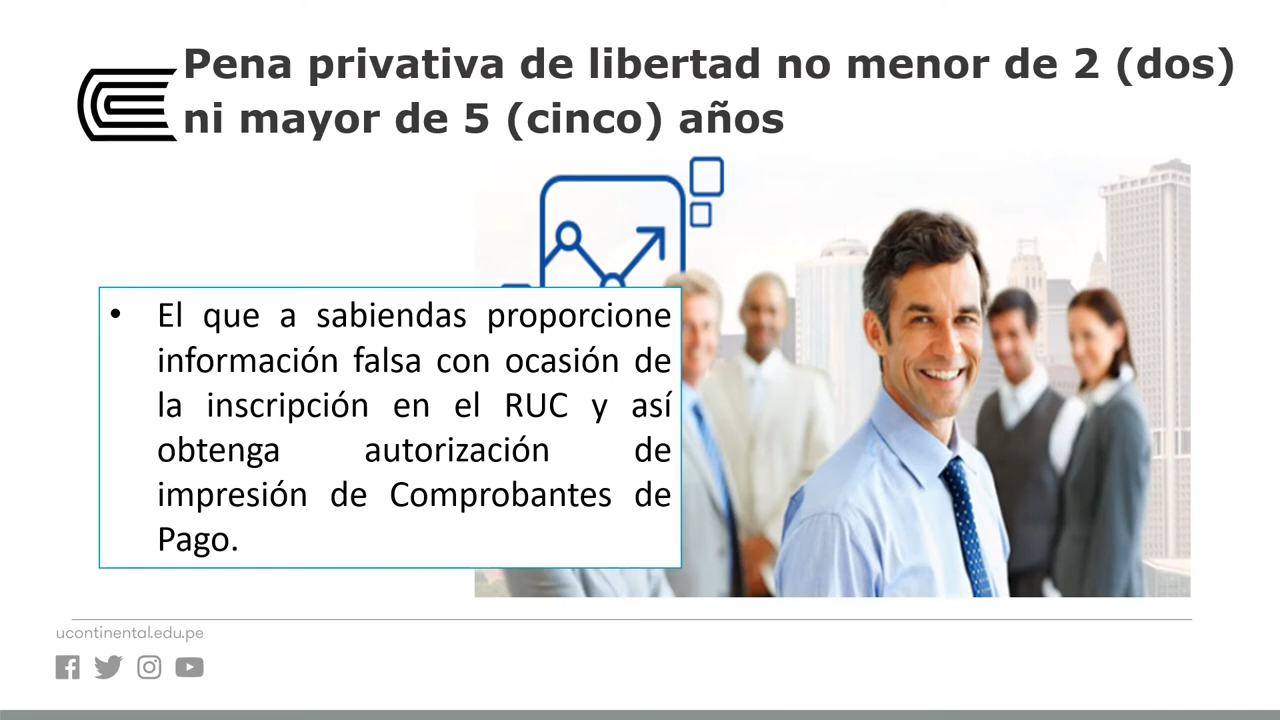 Pena privativa de libertad no menor de 2 (dos)
ni mayor de 5 (cinco) años
• El que a sabiendas proporcione
información falsa con ocasión de
la inscripción en el RUC y así
obtenga autorización de
impresión de Comprobantes de
Pago.
ucontinental.edu.pe